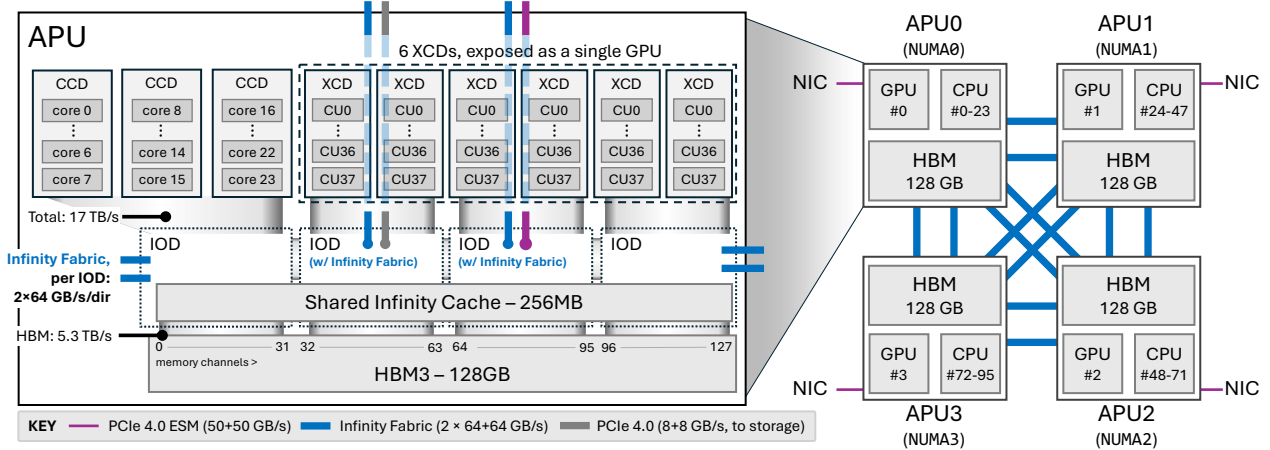 APU
6 XCDs, exposed as a single GPU
CCD
core 0
core 6
core 7
CCD
core 8
core 14
core 15
CCD
core 16
core 22
core 23
XCD
CU0
CU36
CU37
XCD
CU0
CU36
CU37
XCD
CU0
CU36
CU37
XCD
CU0
CU36
CU37
XCD
CU0
CU36
CU37
XCD
CU0
CU36
CU37
Total: 17 TB/s
IOD
IOD
(w/ Infinity Fabric)
IOD
(w/ Infinity Fabric)
IOD
Infinity Fabric,
per IOD:
2×64 GB/s/dir
Shared Infinity Cache – 256MB
HBM: 5.3 TB/s
0 31 32 63 64 95 96 127
memory channels >
HBM3 – 128GB
KEY PCIe 4.0 ESM (50+50 GB/s) Infinity Fabric (2 × 64+64 GB/s) PCIe 4.0 (8+8 GB/s, to storage)
APU0
(NUMA0)
NIC
GPU
#0
CPU
#0-23
HBM
128 GB
APU1
(NUMA1)
NIC
GPU
#1
CPU
#24-47
HBM
128 GB
HBM
128 GB
GPU
#3
CPU
#72-95
NIC
APU3
(NUMA3)
HBM
128 GB
GPU
#2
CPU
#48-71
NIC
APU2
(NUMA2)